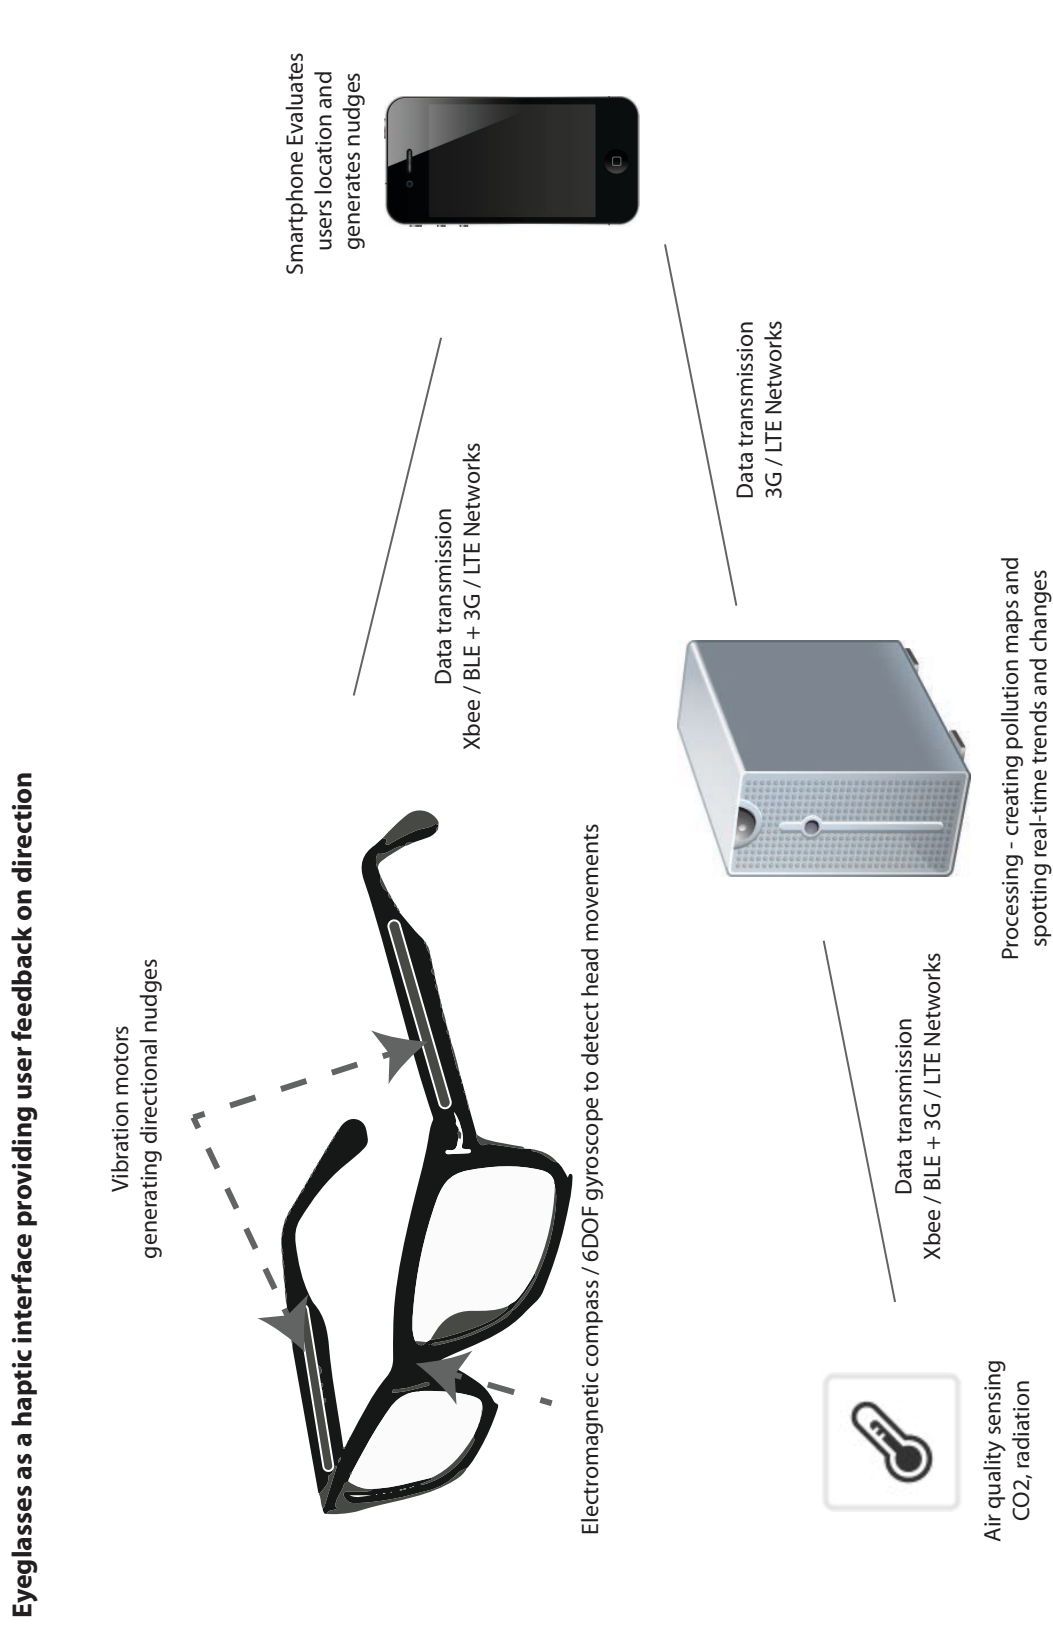 Eyeglasses as a haptic interface providing user feedback on direction
Vibration motors
generating directional nudges
Smartphone Evaluates
users location and
generates nudges
Data transmission
Xbee / BLE + 3G / LTE Networks
Electromagnetic compass / 6DOF gyroscope to detect head movements
Data transmission
3G / LTE Networks
Data transmission
Xbee / BLE + 3G / LTE Networks
Air quality sensing
CO2, radiation
Processing - creating pollution maps and
spotting real-time trends and changes